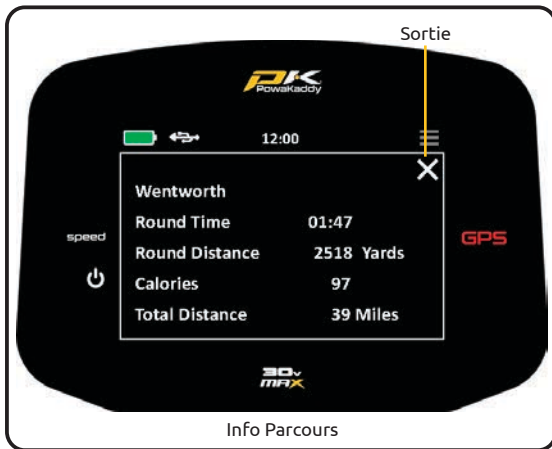 Sortie
PK
PowaKaddy
12:00
Wentworth
Round Time 01:47
speed
GPS
Round Distance 2518 Yards
Calories 97
Total Distance 39 Miles
30V
MAX
Info Parcours